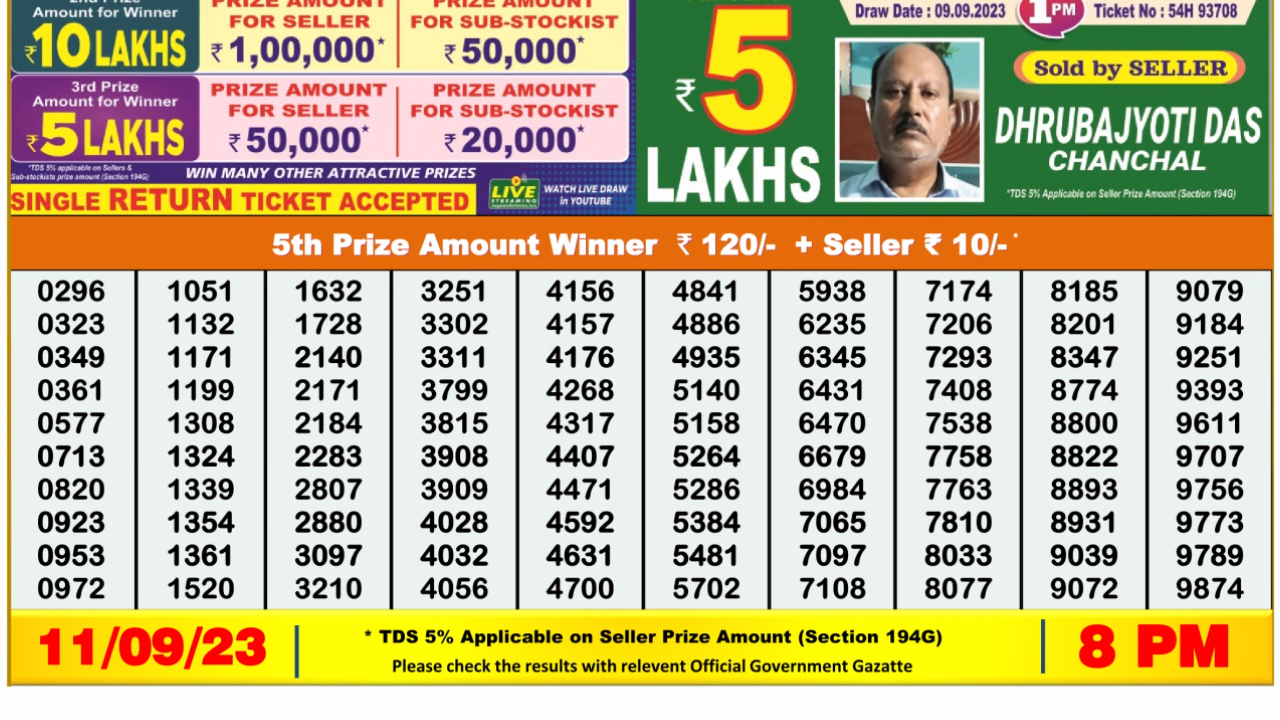 2nd Prize
Amount for Winner
₹10 LAKHS
PRIZE AMOUNT
FOR SELLER
₹ 1,00,000*
PRIZE AMOUNT
FOR SUB-STOCKIST
₹ 50,000*
3rd Prize
Amount for Winner
₹5 LAKHS
PRIZE AMOUNT
FOR SELLER
₹ 50,000*
PRIZE AMOUNT
FOR SUB-STOCKIST
₹ 20,000*
*TDS 5% applicable on Sellers &
Sub-stockists prize amount (Section 194G)
WIN MANY OTHER ATTRACTIVE PRIZES
SINGLE RETURN TICKET ACCEPTED
LIVE
STREAMING
WATCH LIVE DRAW
in YOUTUBE
₹ 5
LAKHS
Draw Date : 09.09.2023 1 PM Ticket No : 54H 93708
Sold by SELLER
DHRUBAJYOTI DAS
CHANCHAL
*TDS 5% Applicable on Seller Prize Amount (Section 194G)
5th Prize Amount Winner ₹ 120/- + Seller ₹ 10/-*
0296 1051 1632 3251 4156 4841 5938 7174 8185 9079
0323 1132 1728 3302 4157 4886 6235 7206 8201 9184
0349 1171 2140 3311 4176 4935 6345 7293 8347 9251
0361 1199 2171 3799 4268 5140 6431 7408 8774 9393
0577 1308 2184 3815 4317 5158 6470 7538 8800 9611
0713 1324 2283 3908 4407 5264 6679 7758 8822 9707
0820 1339 2807 3909 4471 5286 6984 7763 8893 9756
0923 1354 2880 4028 4592 5384 7065 7810 8931 9773
0953 1361 3097 4032 4631 5481 7097 8033 9039 9789
0972 1520 3210 4056 4700 5702 7108 8077 9072 9874
11/09/23
* TDS 5% Applicable on Seller Prize Amount (Section 194G)
Please check the results with relevent Official Government Gazatte
8 PM